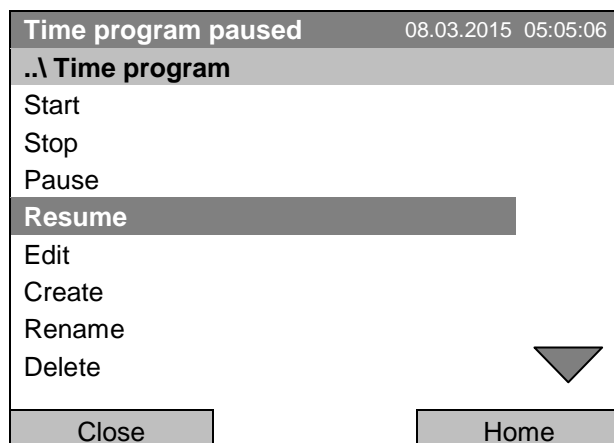 Time program paused 08.03.2015 05:05:06
..\ Time program
Start
Stop
Pause
Resume
Edit
Create
Rename
Delete
Close Home